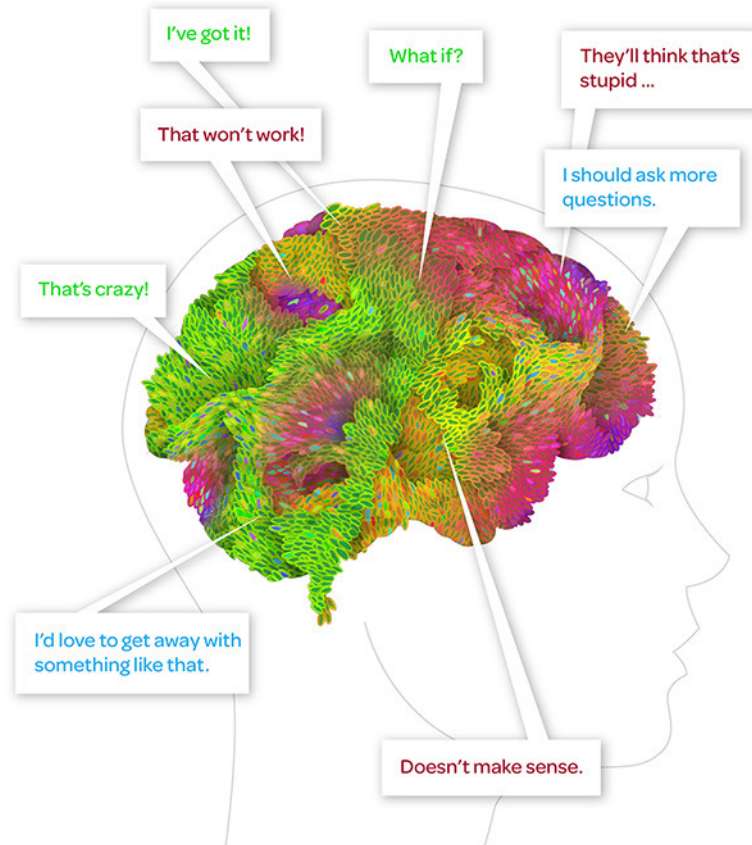 I've got it!
What if?
They'll think that's
stupid ...
That won't work!
I should ask more
questions.
That's crazy!
I'd love to get away with
something like that.
Doesn't make sense.